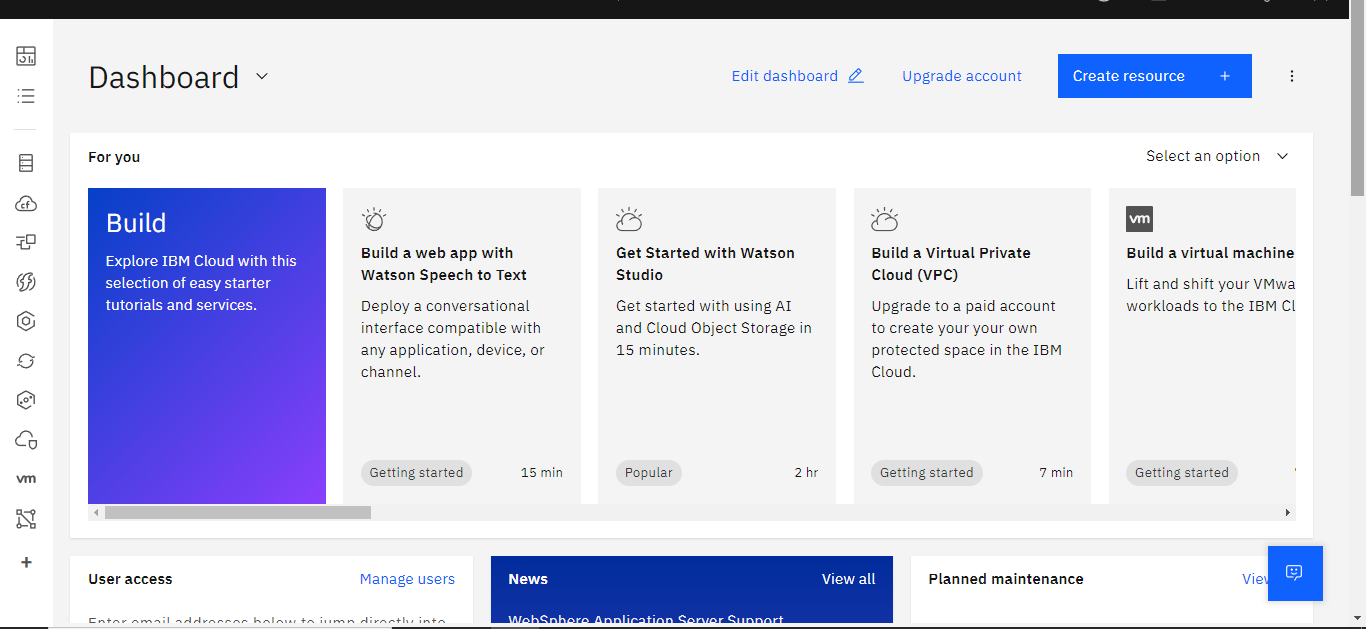 Dashboard
Edit dashboard
Upgrade account
Create resource +
For you
Select an option
Build
Explore IBM Cloud with this
selection of easy starter
tutorials and services.
Build a web app with
Watson Speech to Text
Deploy a conversational
interface compatible with
any application, device, or
channel.
Getting started
15 min
Get Started with Watson
Studio
Get started with using AI
and Cloud Object Storage in
15 minutes.
Popular
2 hr
Build a Virtual Private
Cloud (VPC)
Upgrade to a paid account
to create your your own
protected space in the IBM
Cloud.
Getting started
7 min
vm
Build a virtual machine
Lift and shift your VMwa
workloads to the IBM Cl
Getting started
cf
vm
+
User access
Manage users
Enter email addresses below to jump directly into
News
View all
WebSphere Application Server Support
Planned maintenance
View